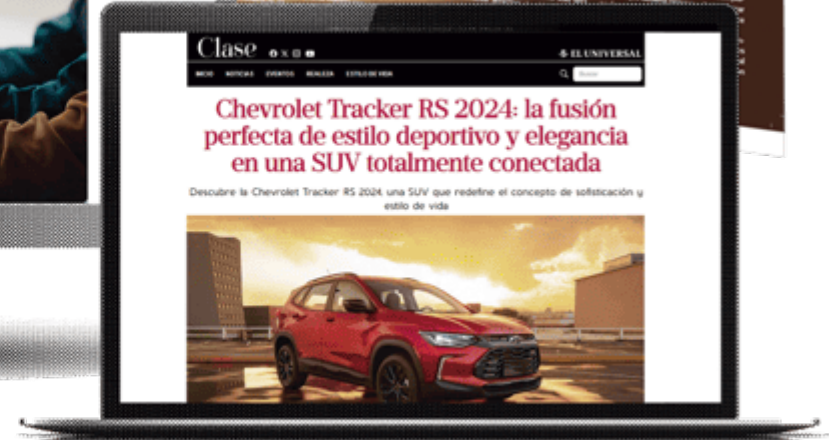 Clase
EL UNIVERSAL
INICIO NOTICIAS EVENTOS REALEZA ESTILO DE VIDA
Buscar
Chevrolet Tracker RS 2024: la fusión
perfecta de estilo deportivo y elegancia
en una SUV totalmente conectada
Descubre la Chevrolet Tracker RS 2024, una SUV que redefine el concepto de sofisticación y
estilo de vida